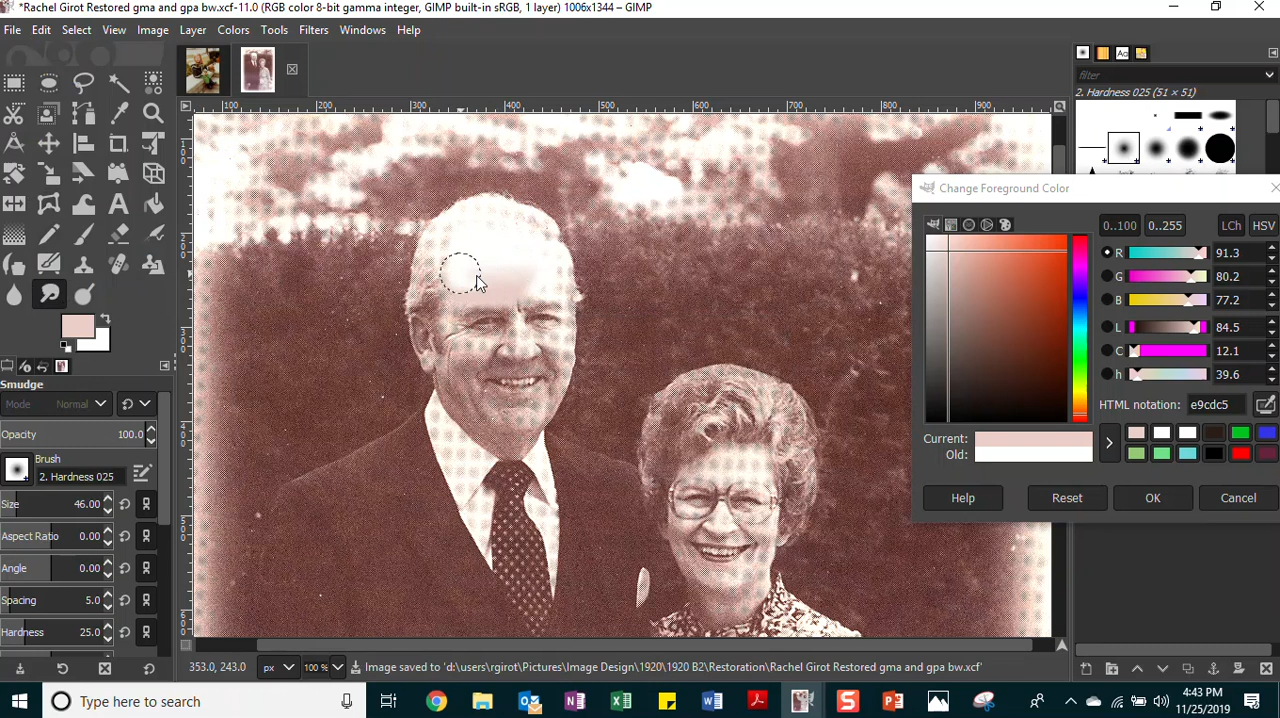 *Rachel Girot Restored gma and gpa bw.xcf-11.0 (RGB color 8-bit gamma integer, GIMP built-in sRGB, 1 layer) 1006x1344 – GIMP
File Edit Select View Image Layer Colors Tools Filters Windows Help
filter
2. Hardness 025 (51 × 51)
100 200 300 400 500 600 700 800 900
100
200
300
400
500
600
Change Foreground Color
0..100 0..255 LCh HSV
R 91.3
G 80.2
B 77.2
L 84.5
C 12.1
h 39.6
HTML notation: e9cdc5
Current:
Old:
Help Reset OK Cancel
Smudge
Mode Normal
Opacity 100.0
Brush
2. Hardness 025
Size 46.00
Aspect Ratio 0.00
Angle 0.00
Spacing 5.0
Hardness 25.0
353.0, 243.0 px 100 % Image saved to 'd:\users\rgirot\Pictures\Image Design\1920\1920 B2\Restoration\Rachel Girot Restored gma and gpa bw.xcf'
Type here to search
4:43 PM
11/25/2019